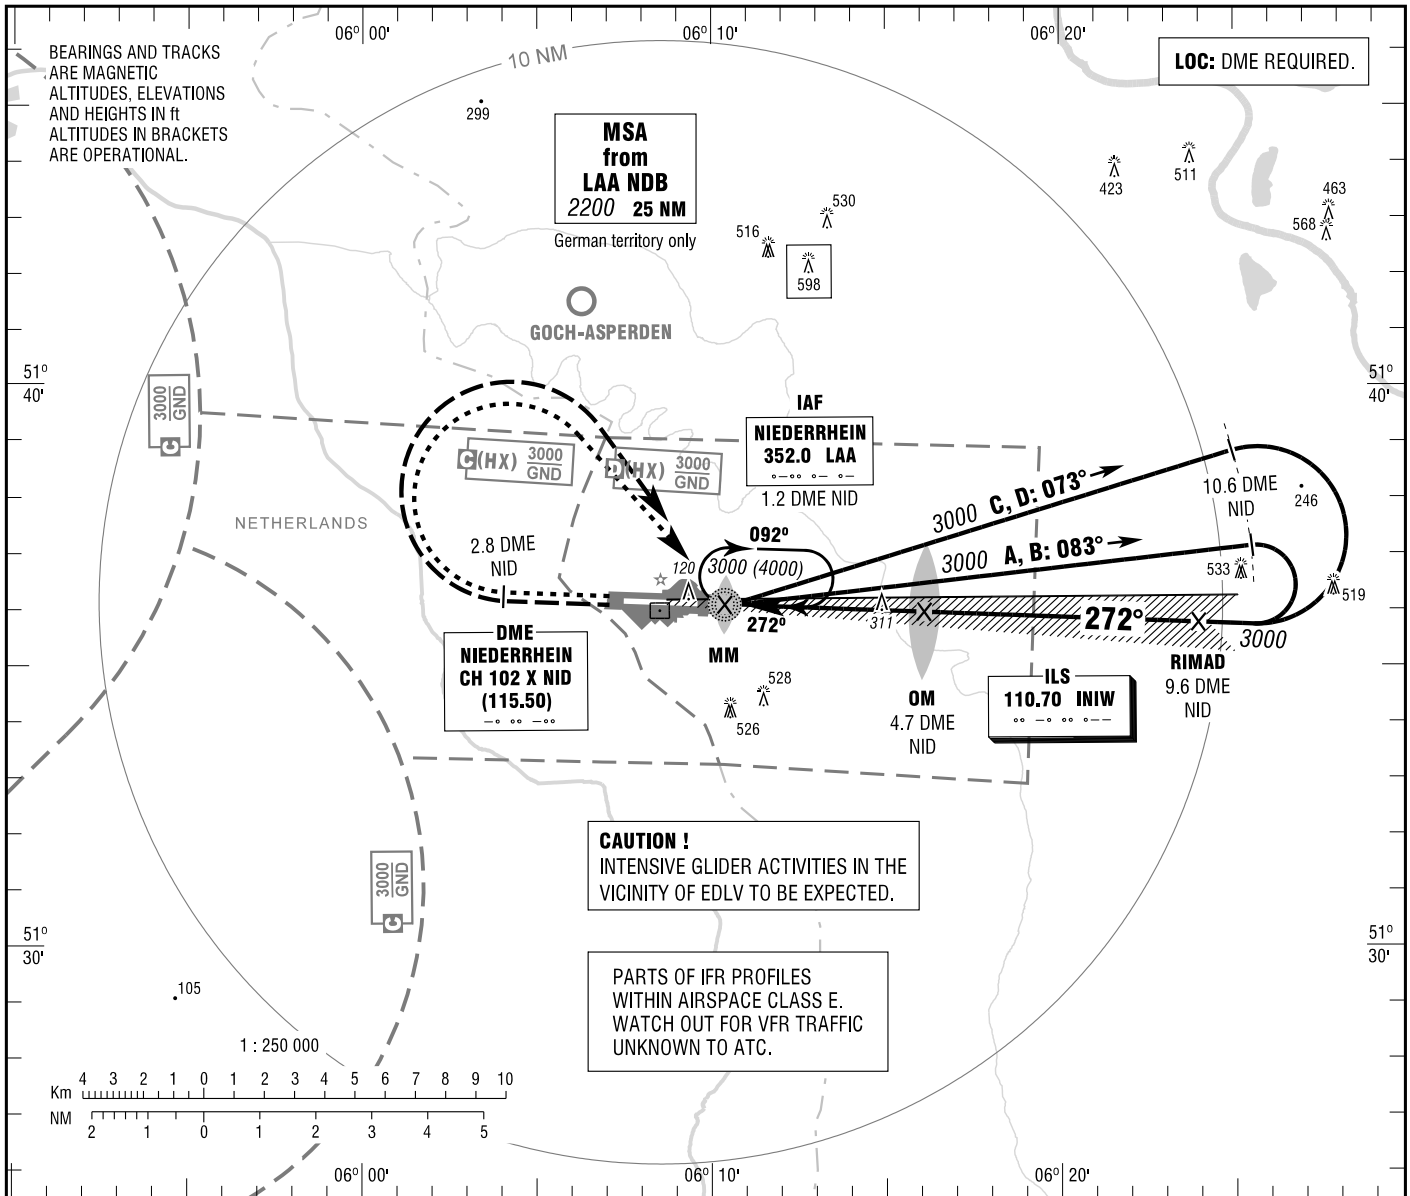 06° 00'
06° 10'
06° 20'
BEARINGS AND TRACKS
ARE MAGNETIC
ALTITUDES, ELEVATIONS
AND HEIGHTS IN ft
ALTITUDES IN BRACKETS
ARE OPERATIONAL.
10 NM
LOC: DME REQUIRED.
299
MSA
from
LAA NDB
2200 25 NM
German territory only
423
511
463
568
530
516
598
GOCH-ASPERDEN
51°
40'
51°
40'
3000
GND
C
IAF
NIEDERRHEIN
352.0 LAA
1.2 DME NID
C (HX) 3000
GND
D (HX) 3000
GND
NETHERLANDS
3000 C, D: 073°
10.6 DME
NID
246
2.8 DME
NID
092°
3000 (4000)
120
3000 A, B: 083°
533
519
272°
311
272°
3000
MM
DME
NIEDERRHEIN
CH 102 X NID
(115.50)
528
526
OM
4.7 DME
NID
ILS
110.70 INIW
RIMAD
9.6 DME
NID
CAUTION !
INTENSIVE GLIDER ACTIVITIES IN THE
VICINITY OF EDLV TO BE EXPECTED.
3000
GND
C
51°
30'
51°
30'
PARTS OF IFR PROFILES
WITHIN AIRSPACE CLASS E.
WATCH OUT FOR VFR TRAFFIC
UNKNOWN TO ATC.
105
1 : 250 000
Km 4 3 2 1 0 1 2 3 4 5 6 7 8 9 10
NM 2 1 0 1 2 3 4 5
06° 00'
06° 10'
06° 20'